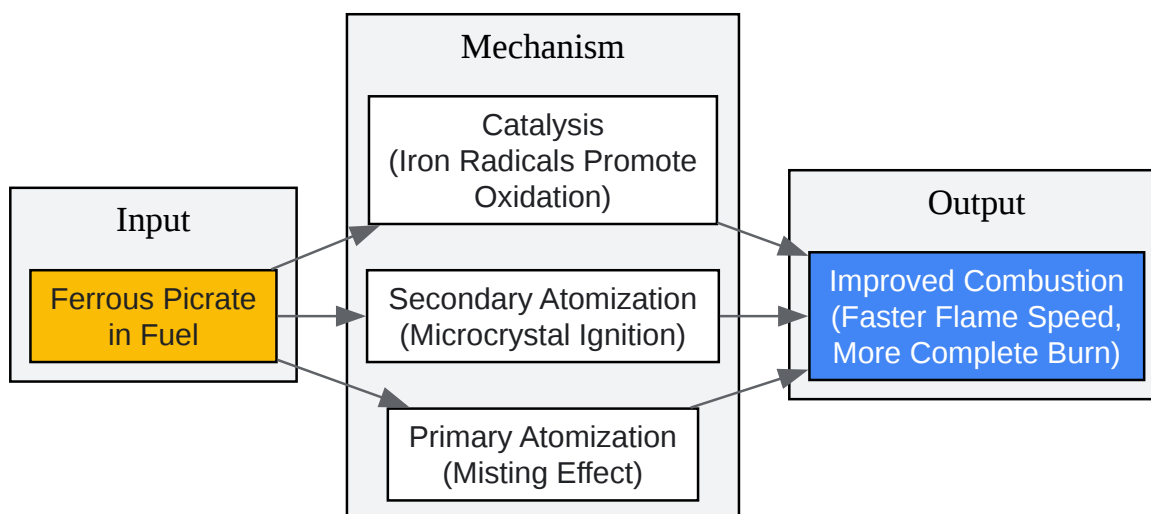 Input
Ferrous Picrate
in Fuel
Mechanism
Catalysis
(Iron Radicals Promote
Oxidation)
Secondary Atomization
(Microcrystal Ignition)
Primary Atomization
(Misting Effect)
Output
Improved Combustion
(Faster Flame Speed,
More Complete Burn)